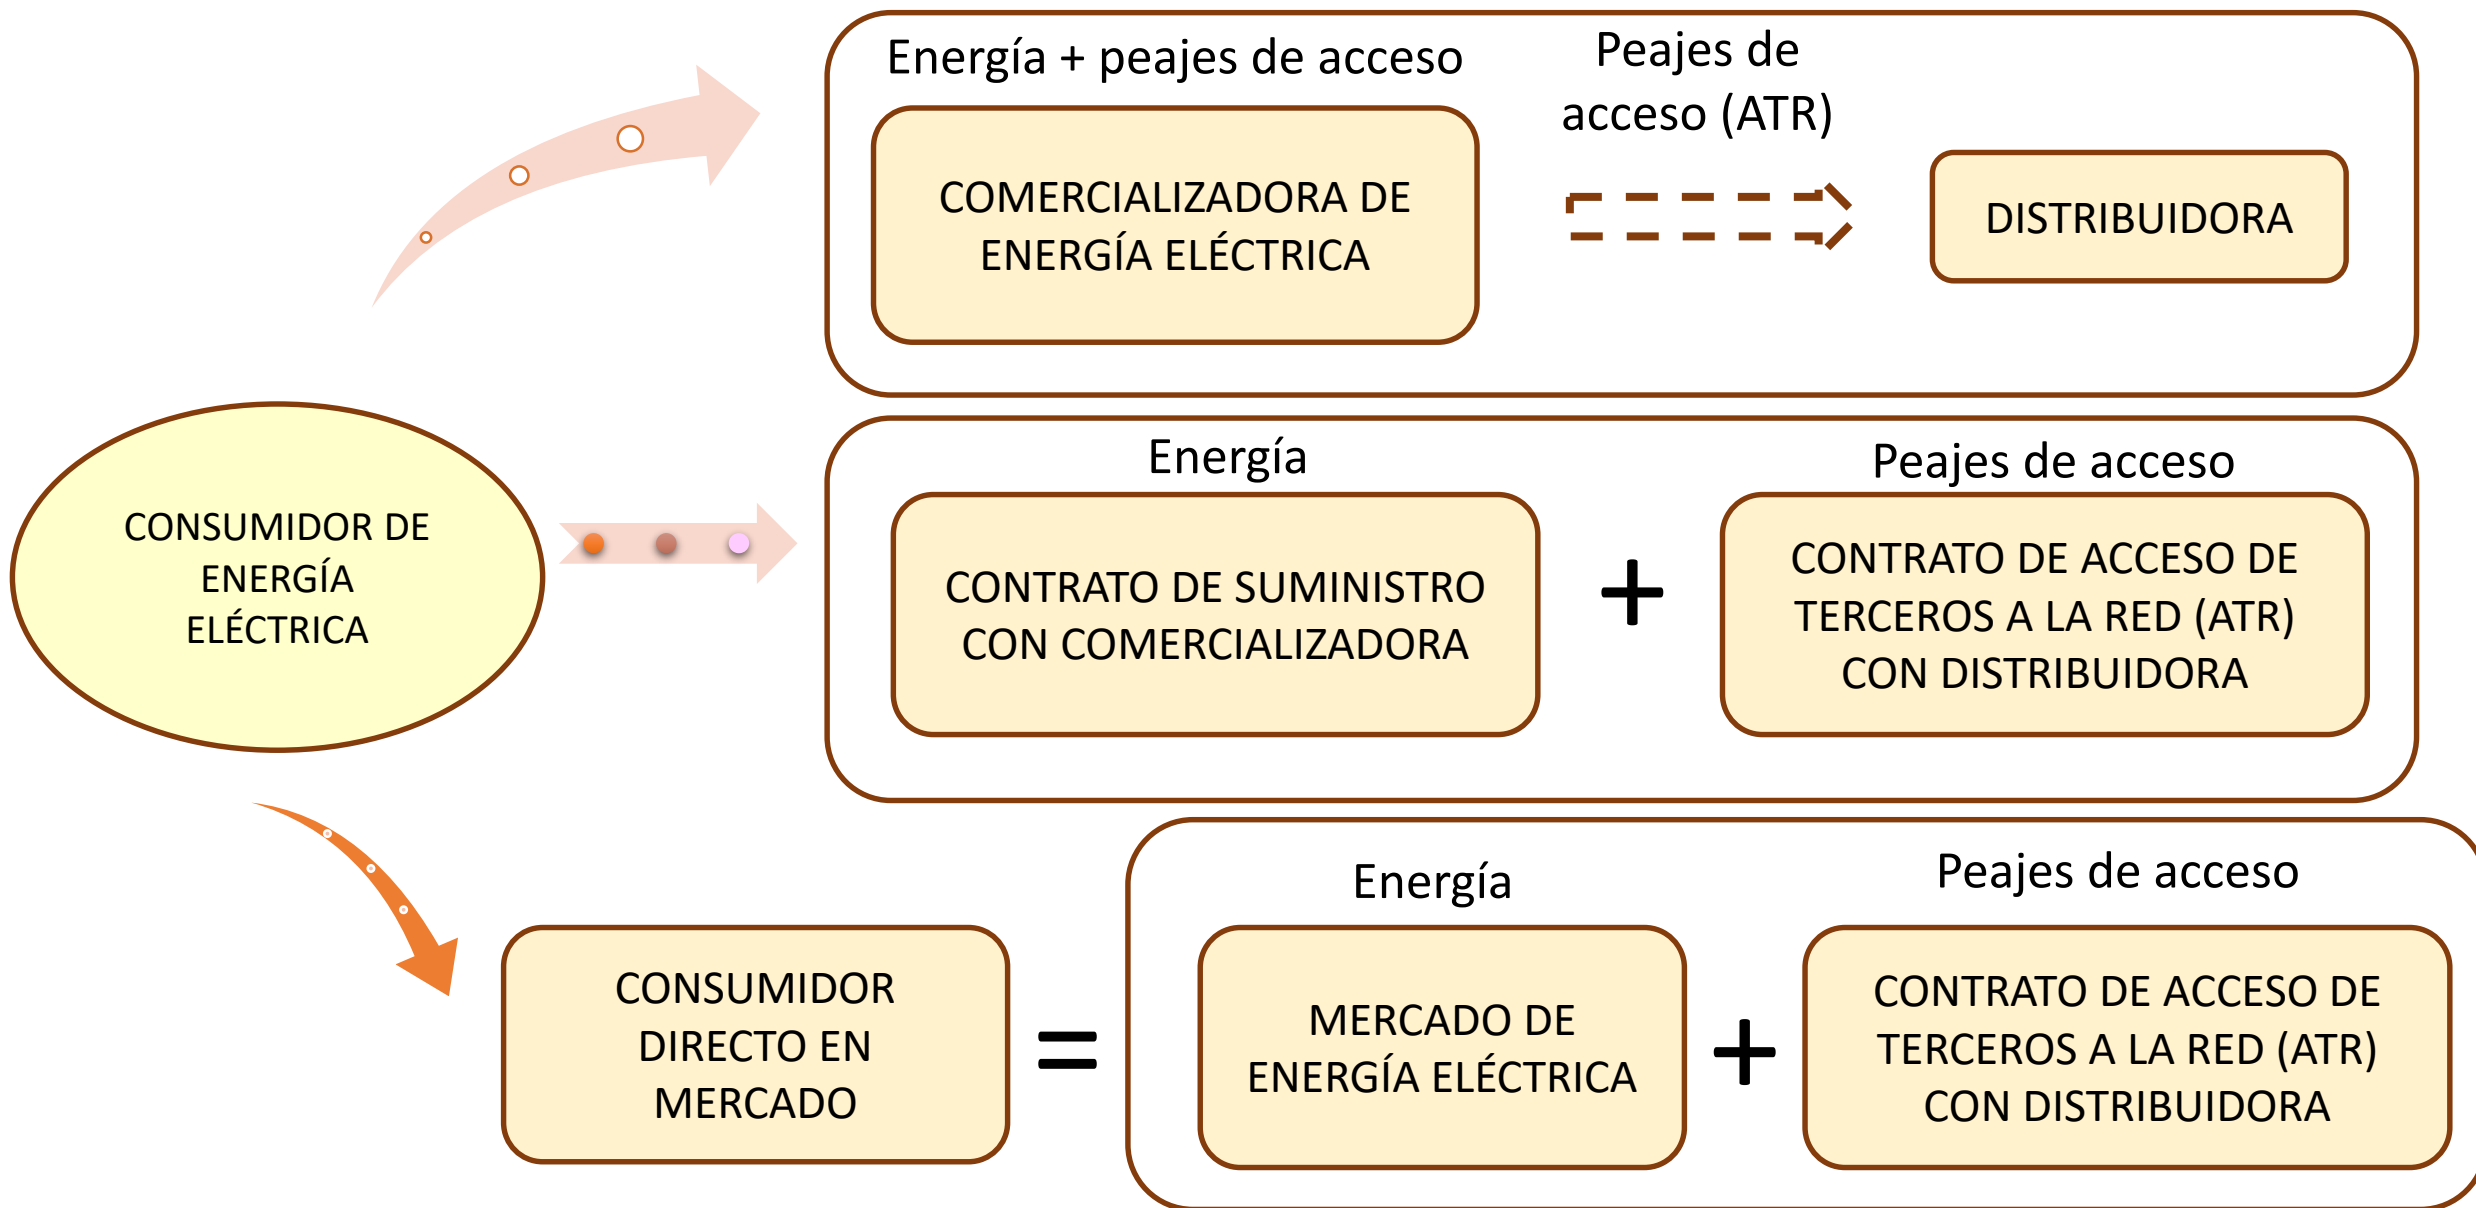 Energía + peajes de acceso
Peajes de
acceso (ATR)
COMERCIALIZADORA DE
ENERGÍA ELÉCTRICA
DISTRIBUIDORA
CONSUMIDOR DE
ENERGÍA
ELÉCTRICA
Energía
Peajes de acceso
CONTRATO DE SUMINISTRO
CON COMERCIALIZADORA
+
CONTRATO DE ACCESO DE
TERCEROS A LA RED (ATR)
CON DISTRIBUIDORA
CONSUMIDOR
DIRECTO EN
MERCADO
=
Energía
Peajes de acceso
MERCADO DE
ENERGÍA ELÉCTRICA
+
CONTRATO DE ACCESO DE
TERCEROS A LA RED (ATR)
CON DISTRIBUIDORA